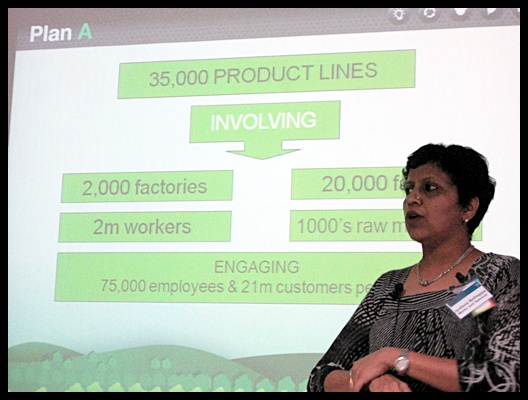 Plan A
35,000 PRODUCT LINES
INVOLVING
2,000 factories
20,000
2m workers
1000's raw
ENGAGING
75,000 employees & 21m customers